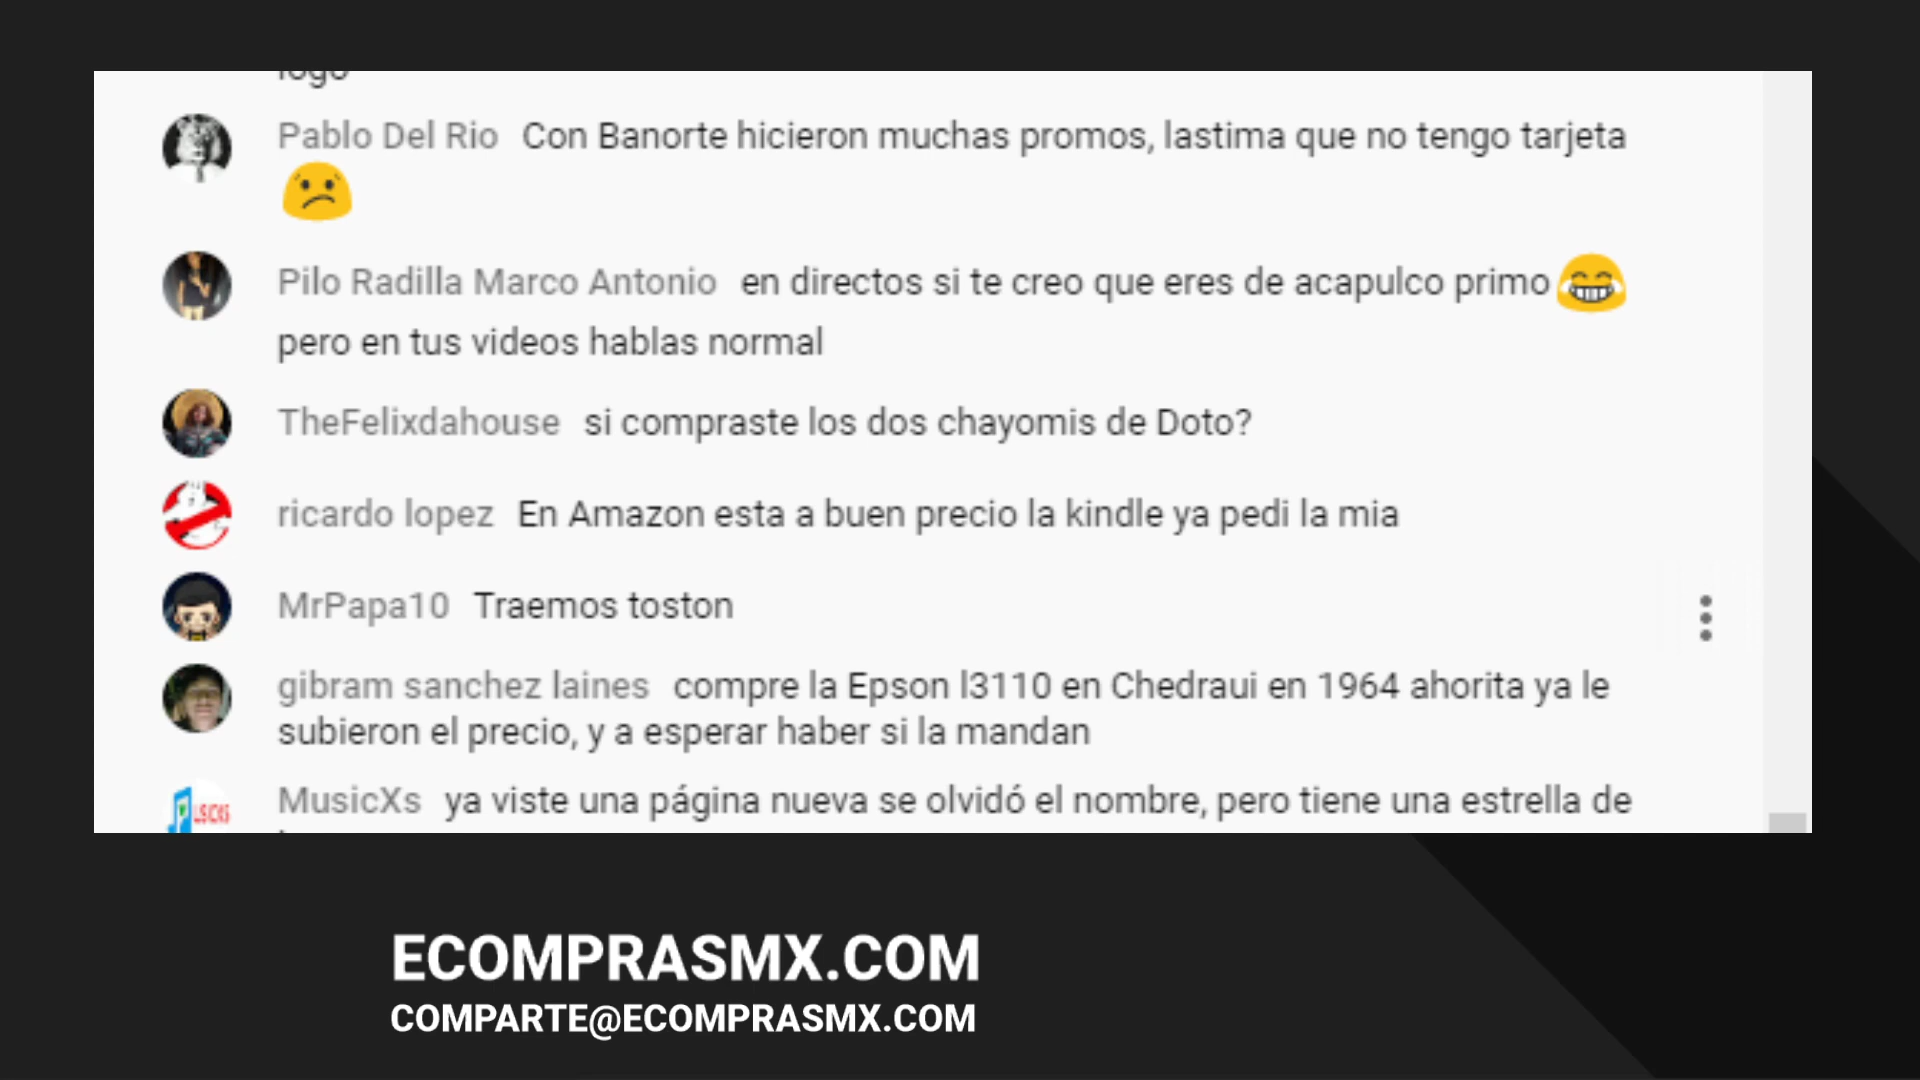 Pablo Del Rio Con Banorte hicieron muchas promos, lastima que no tengo tarjeta
Pilo Radilla Marco Antonio en directos si te creo que eres de acapulco primo
pero en tus videos hablas normal
TheFelixdahouse si compraste los dos chayomis de Doto?
ricardo lopez En Amazon esta a buen precio la kindle ya pedi la mia
MrPapa10 Traemos toston
gibram sanchez laines compre la Epson l3110 en Chedraui en 1964 ahorita ya le
subieron el precio, y a esperar haber si la mandan
MusicXs ya viste una página nueva se olvidó el nombre, pero tiene una estrella de
ECOMPRASMX.COM
COMPARTE@ECOMPRASMX.COM